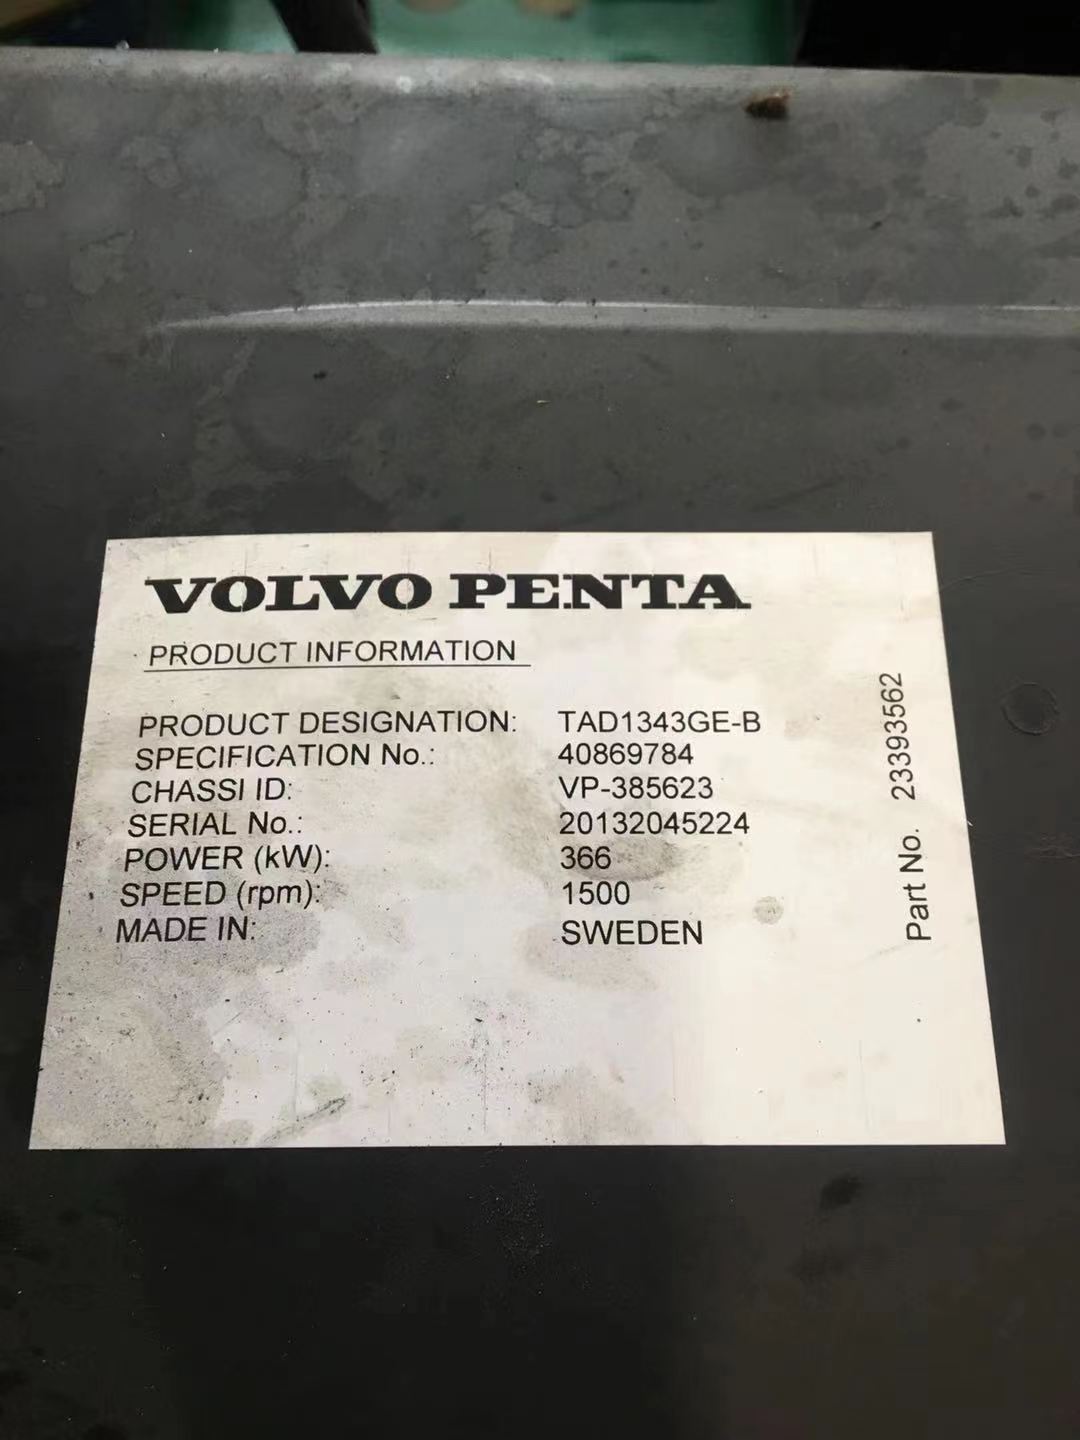 VOLVO PENTA
PRODUCT INFORMATION
PRODUCT DESIGNATION: TAD1343GE-B
SPECIFICATION No.: 40869784
CHASSI ID: VP-385623
SERIAL No.: 20132045224
POWER (kW): 366
SPEED (rpm): 1500
MADE IN: SWEDEN
Part No. 23393562